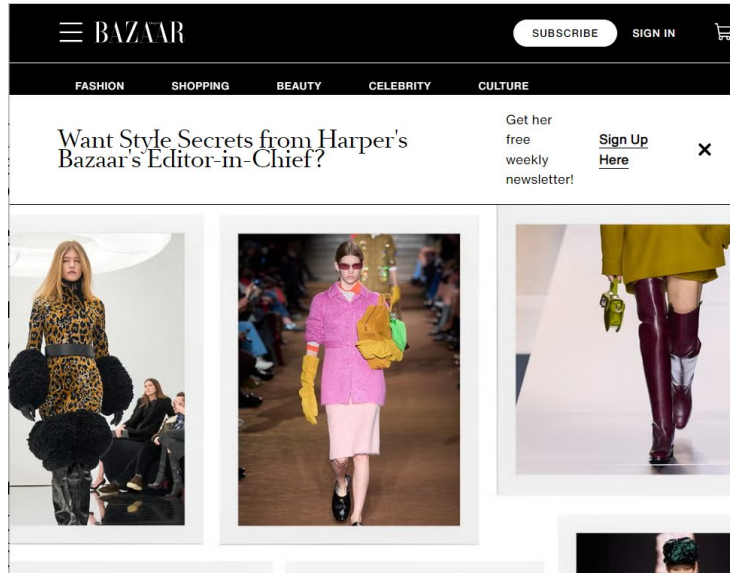 BAZAAR
SUBSCRIBE
SIGN IN
FASHION SHOPPING BEAUTY CELEBRITY CULTURE
Want Style Secrets from Harper's
Bazaar's Editor-in-Chief?
Get her
free
weekly
newsletter!
Sign Up
Here